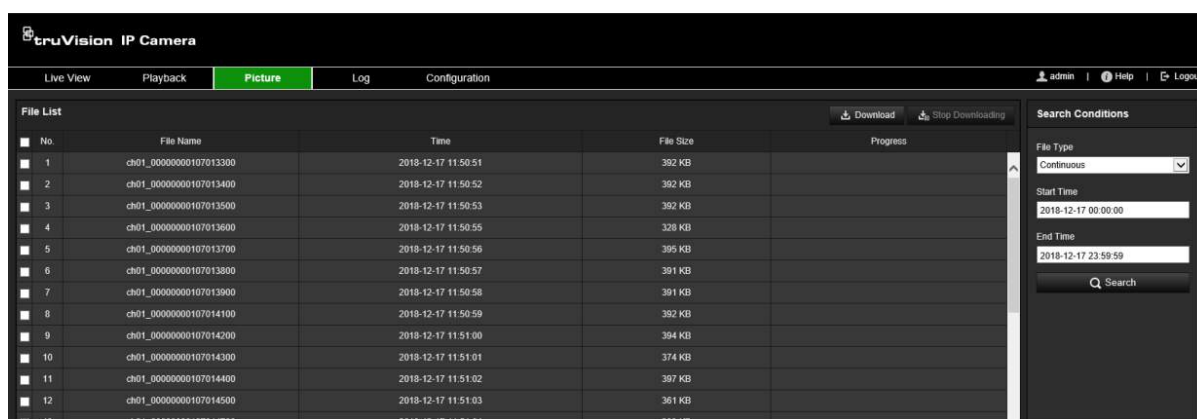 truVision IP Camera
Live View Playback Picture Log Configuration admin | Help | Logou
File List Download Stop Downloading Search Conditions
No. File Name Time File Size Progress
File Type
1 ch01_00000000107013300 2018-12-17 11:50:51 392 KB
Continuous
2 ch01_00000000107013400 2018-12-17 11:50:52 392 KB
Start Time
3 ch01_00000000107013500 2018-12-17 11:50:53 392 KB
2018-12-17 00:00:00
4 ch01_00000000107013600 2018-12-17 11:50:55 328 KB
End Time
5 ch01_00000000107013700 2018-12-17 11:50:56 395 KB
2018-12-17 23:59:59
6 ch01_00000000107013800 2018-12-17 11:50:57 391 KB
Search
7 ch01_00000000107013900 2018-12-17 11:50:58 391 KB
8 ch01_00000000107014100 2018-12-17 11:50:59 392 KB
9 ch01_00000000107014200 2018-12-17 11:51:00 394 KB
10 ch01_00000000107014300 2018-12-17 11:51:01 374 KB
11 ch01_00000000107014400 2018-12-17 11:51:02 397 KB
12 ch01_00000000107014500 2018-12-17 11:51:03 361 KB